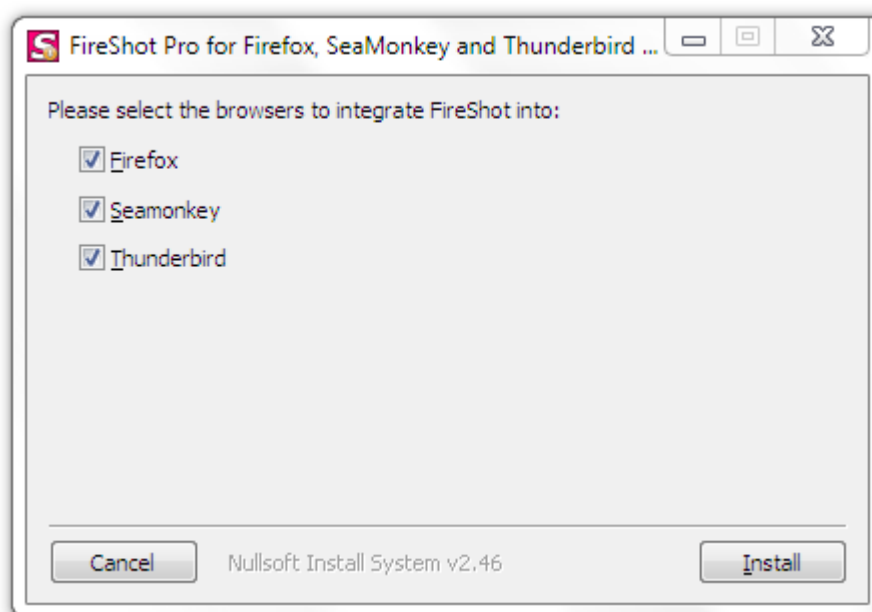 FireShot Pro for Firefox, SeaMonkey and Thunderbird ...
Please select the browsers to integrate FireShot into:
Firefox
Seamonkey
Thunderbird
Cancel Nullsoft Install System v2.46 Install